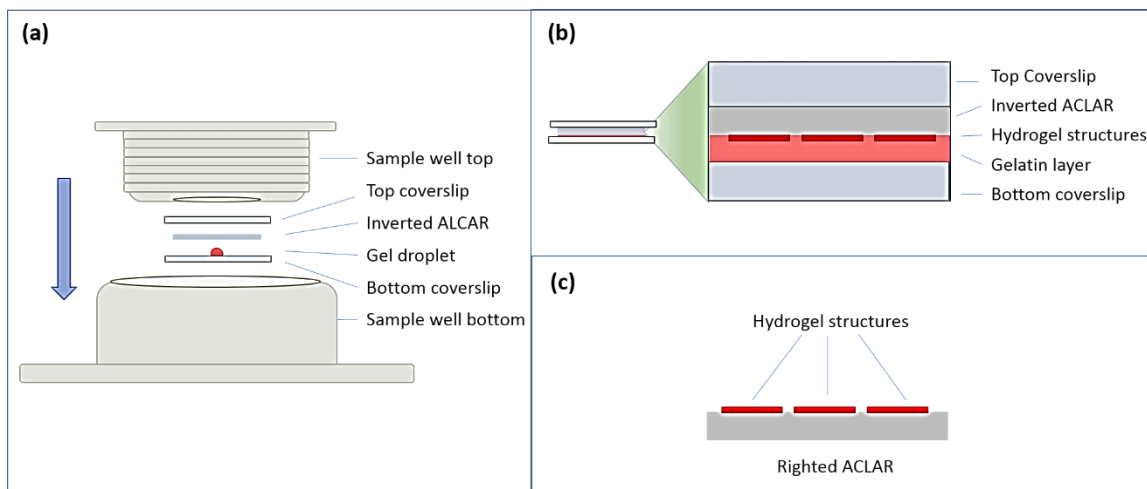 (a)
Sample well top
Top coverslip
Inverted ALCAR
Gel droplet
Bottom coverslip
Sample well bottom
(b)
Top Coverslip
Inverted ACLAR
Hydrogel structures
Gelatin layer
Bottom coverslip
(c)
Hydrogel structures
Righted ACLAR